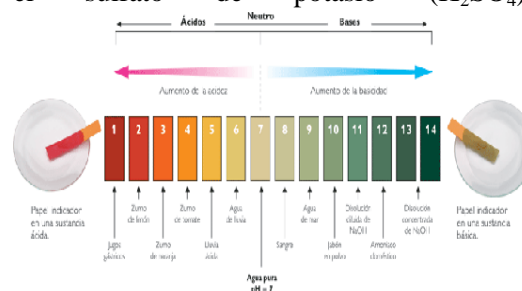 el sulfato de potasio (H₂SO₄)
Ácidos
Neutro
Bases
Aumento de la acidez
Aumento de la basicidad
1 2 3 4 5 6 7 8 9 10 11 12 13 14
Papel indicador
en una sustancia
ácida.
Zumo
de limón
Zumo
de tomate
Agua
de lluvia
Agua
de mar
Disolución
diluida de
NaOH
Disolución
concentrada
de NaOH
Papel indicador
en una sustancia
básica.
Jugos
gástricos
Zumo
de naranja
Lluvia
ácida
Sangre
Jabón
en polvo
Amoniaco
doméstico
Agua pura
pH = 7